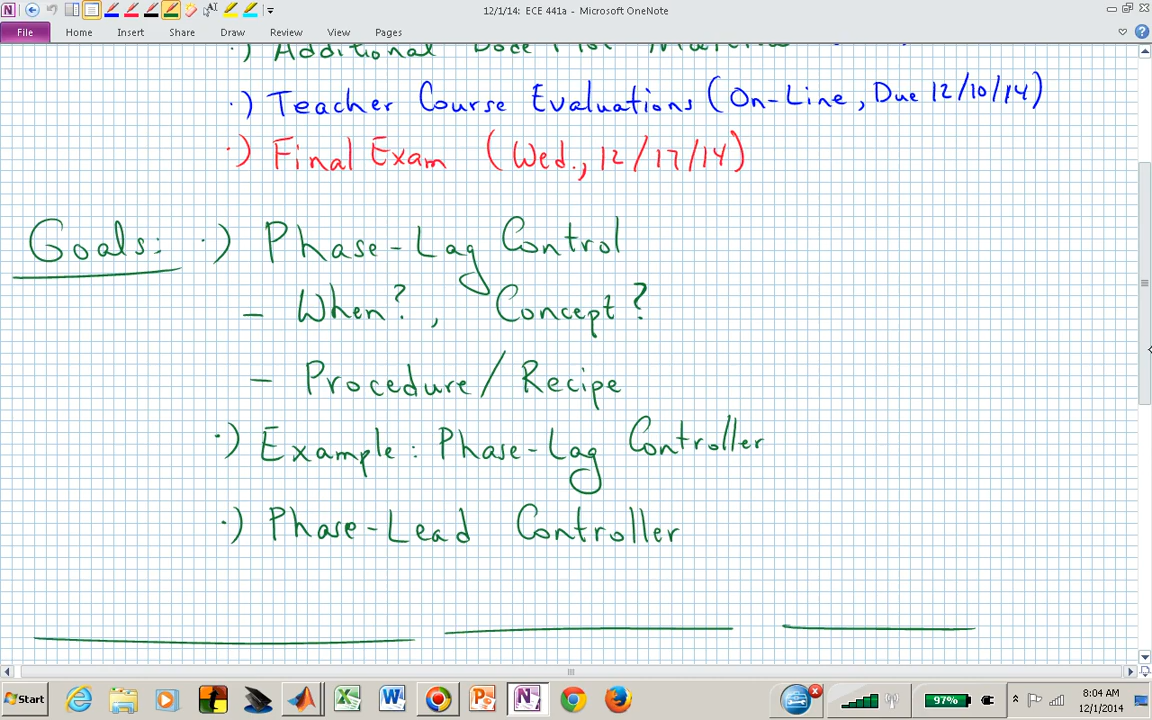 12/1/14: ECE 441a - Microsoft OneNote
File Home Insert Share Draw Review View Pages
·) Additional
·) Teacher Course Evaluations (On-Line, Due 12/10/14)
·) Final Exam (Wed., 12/17/14)
Goals: ·) Phase-Lag Control
- When?, Concept?
- Procedure/Recipe
·) Example: Phase-Lag Controller
·) Phase-Lead Controller
Start 97% 8:04 AM
12/1/2014